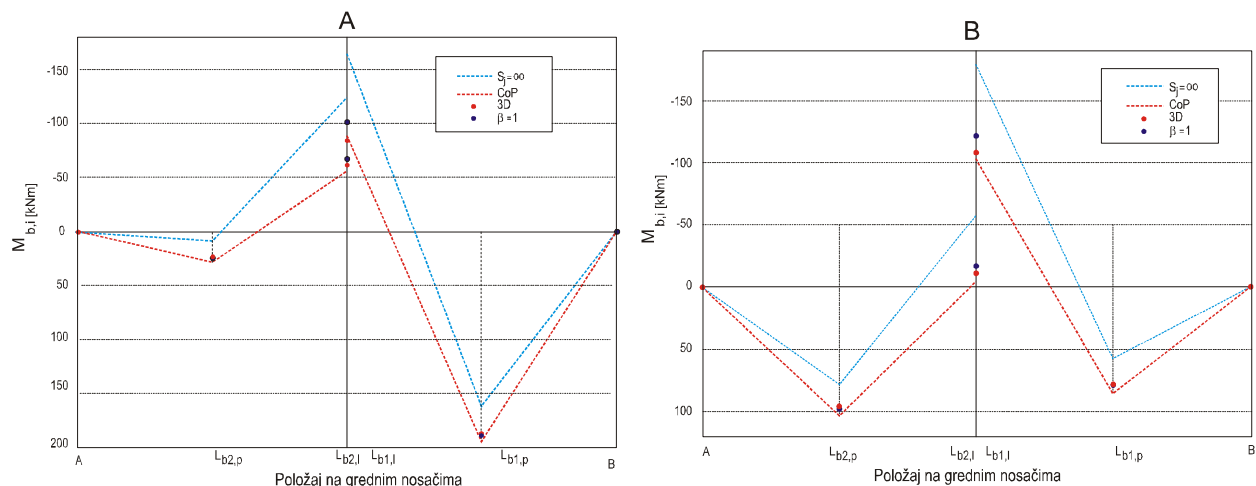 A
M b,i [kNm]
-150
-100
-50
0
50
100
150
200
Sj=∞
CoP
3D
β=1
A
Lb2,p
Lb2,l
Lb1,l
Lb1,p
B
Položaj na grednim nosačima
B
M b,i [kNm]
-150
-100
-50
0
50
100
Sj=∞
CoP
3D
β=1
A
Lb2,p
Lb2,l
Lb1,l
Lb1,p
B
Položaj na grednim nosačima